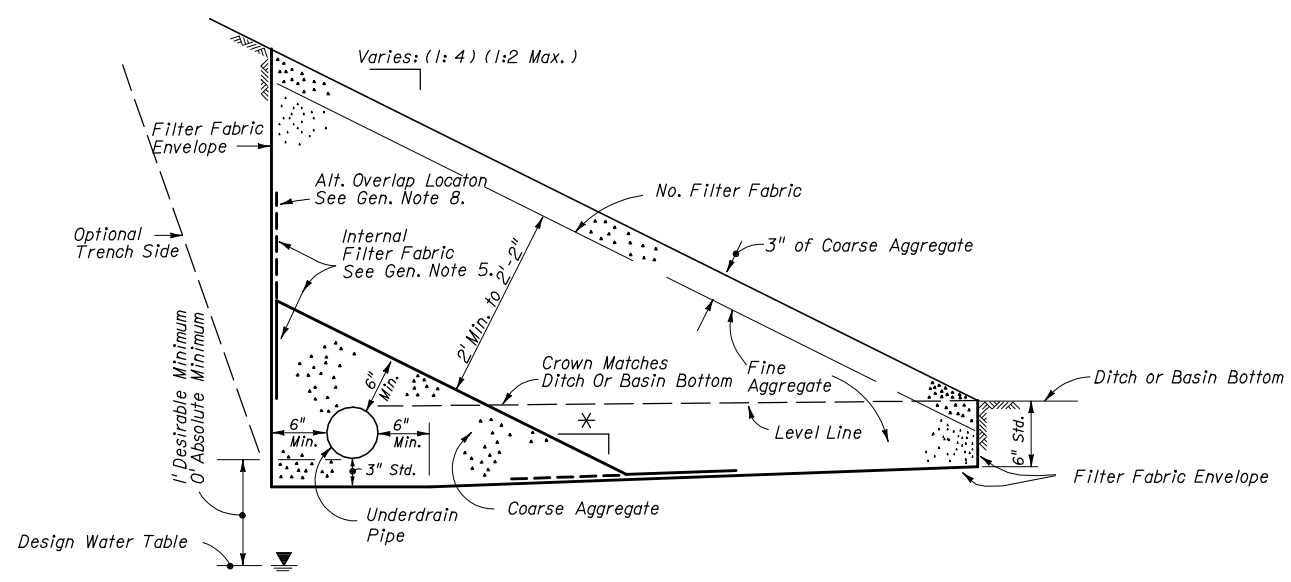 Varies: (1: 4) (1:2 Max.)
Filter Fabric
Envelope
Alt. Overlap Locaton
See Gen. Note 8.
No. Filter Fabric
Optional
Trench Side
Internal
Filter Fabric
See Gen. Note 5.
3" of Coarse Aggregate
2' Min. to 2'-2"
1' Desirable Minimum
0' Absolute Minimum
6"
Min.
Crown Matches
Ditch Or Basin Bottom
Fine
Aggregate
Ditch or Basin Bottom
6"
Min.
6"
Min.
*
Level Line
6" Std.
3" Std.
Filter Fabric Envelope
Underdrain
Pipe
Coarse Aggregate
Design Water Table